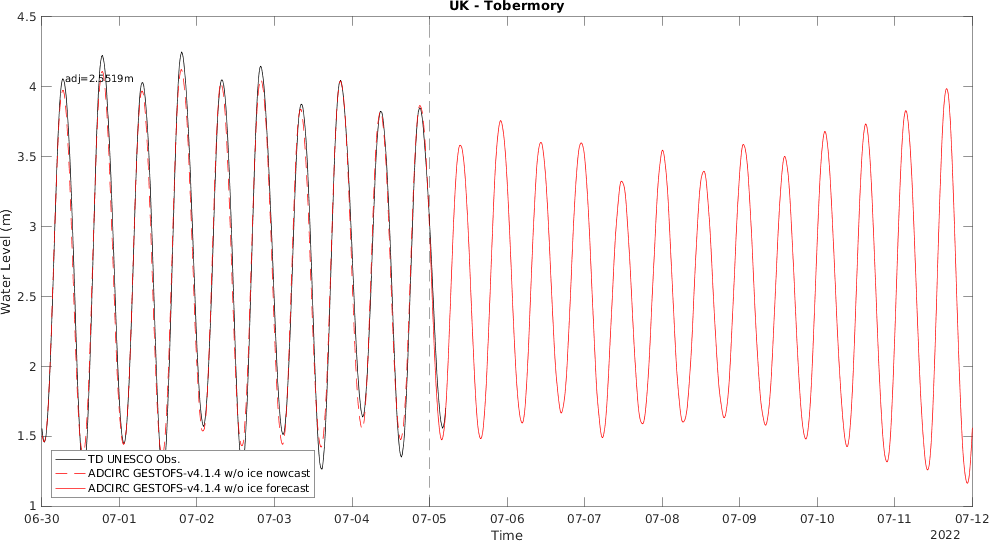 UK - Tobermory
4.5
4
3.5
3
2.5
2
1.5
1
Water Level (m)
adj=2.5519m
TD UNESCO Obs.
ADCIRC GESTOFS-v4.1.4 w/o ice nowcast
ADCIRC GESTOFS-v4.1.4 w/o ice forecast
06-30 07-01 07-02 07-03 07-04 07-05 07-06 07-07 07-08 07-09 07-10 07-11 07-12
Time
2022